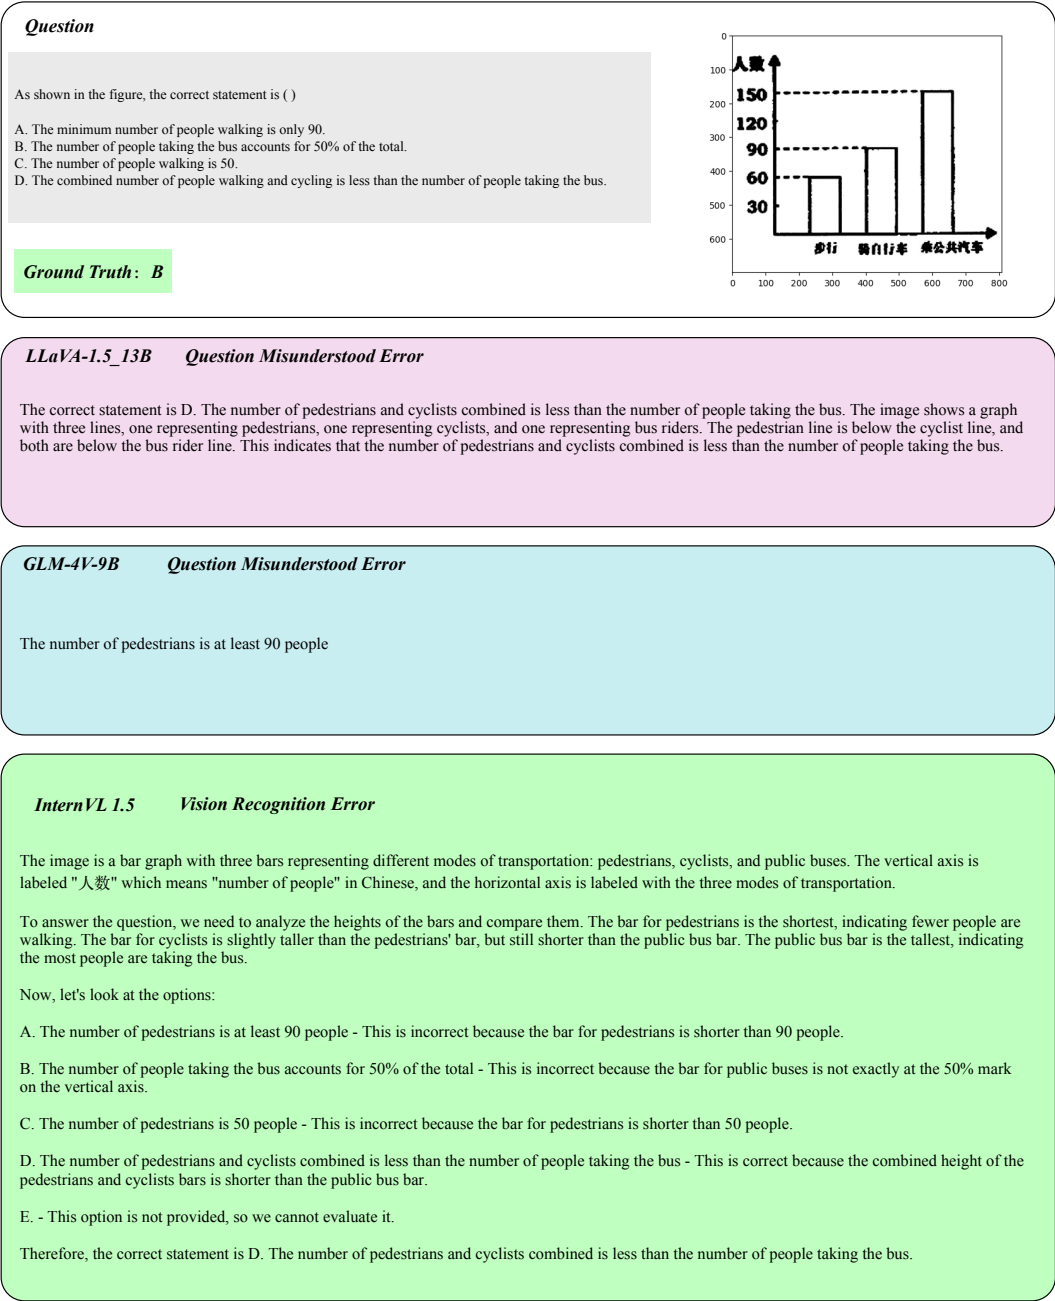 Question
As shown in the figure, the correct statement is ( )
A. The minimum number of people walking is only 90.
B. The number of people taking the bus accounts for 50% of the total.
C. The number of people walking is 50.
D. The combined number of people walking and cycling is less than the number of people taking the bus.
Ground Truth: B
0
100
200
300
400
500
600
人数
150
120
90
60
30
步行 骑自行车 乘公共汽车
0 100 200 300 400 500 600 700 800
LLaVA-1.5_13B Question Misunderstood Error
The correct statement is D. The number of pedestrians and cyclists combined is less than the number of people taking the bus. The image shows a graph
with three lines, one representing pedestrians, one representing cyclists, and one representing bus riders. The pedestrian line is below the cyclist line, and
both are below the bus rider line. This indicates that the number of pedestrians and cyclists combined is less than the number of people taking the bus.
GLM-4V-9B Question Misunderstood Error
The number of pedestrians is at least 90 people
InternVL 1.5 Vision Recognition Error
The image is a bar graph with three bars representing different modes of transportation: pedestrians, cyclists, and public buses. The vertical axis is
labeled "人数" which means "number of people" in Chinese, and the horizontal axis is labeled with the three modes of transportation.
To answer the question, we need to analyze the heights of the bars and compare them. The bar for pedestrians is the shortest, indicating fewer people are
walking. The bar for cyclists is slightly taller than the pedestrians' bar, but still shorter than the public bus bar. The public bus bar is the tallest, indicating
the most people are taking the bus.
Now, let's look at the options:
A. The number of pedestrians is at least 90 people - This is incorrect because the bar for pedestrians is shorter than 90 people.
B. The number of people taking the bus accounts for 50% of the total - This is incorrect because the bar for public buses is not exactly at the 50% mark
on the vertical axis.
C. The number of pedestrians is 50 people - This is incorrect because the bar for pedestrians is shorter than 50 people.
D. The number of pedestrians and cyclists combined is less than the number of people taking the bus - This is correct because the combined height of the
pedestrians and cyclists bars is shorter than the public bus bar.
E. - This option is not provided, so we cannot evaluate it.
Therefore, the correct statement is D. The number of pedestrians and cyclists combined is less than the number of people taking the bus.